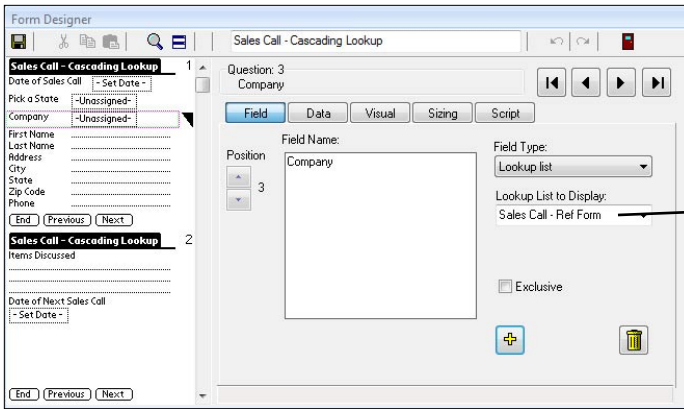 Form Designer
Sales Call - Cascading Lookup
Sales Call - Cascading Lookup 1
Date of Sales Call - Set Date -
Pick a State -Unassigned-
Company -Unassigned-
First Name
Last Name
Address
City
State
Zip Code
Phone
End Previous Next
Sales Call - Cascading Lookup 2
Items Discussed
Date of Next Sales Call
- Set Date -
End Previous Next
Question: 3
Company
Field Data Visual Sizing Script
Position
3
Field Name:
Company
Field Type:
Lookup list
Lookup List to Display:
Sales Call - Ref Form
Exclusive